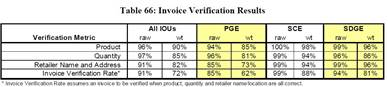 Table 66: Invoice Verification Results
All IOUs PGE SCE SDGE
Verification Metric raw wt raw wt raw wt raw wt
Product 96% 90% 94% 85% 100% 98% 99% 96%
Quantity 97% 85% 96% 81% 99% 94% 96% 86%
Retailer Name and Address 91% 82% 85% 73% 99% 90% 99% 96%
Invoice Verification Rate* 91% 72% 85% 62% 99% 88% 94% 81%
* Invoice Verification Rate assumes an invoice to be verified when product, quantity and retailer name/location are all correct.